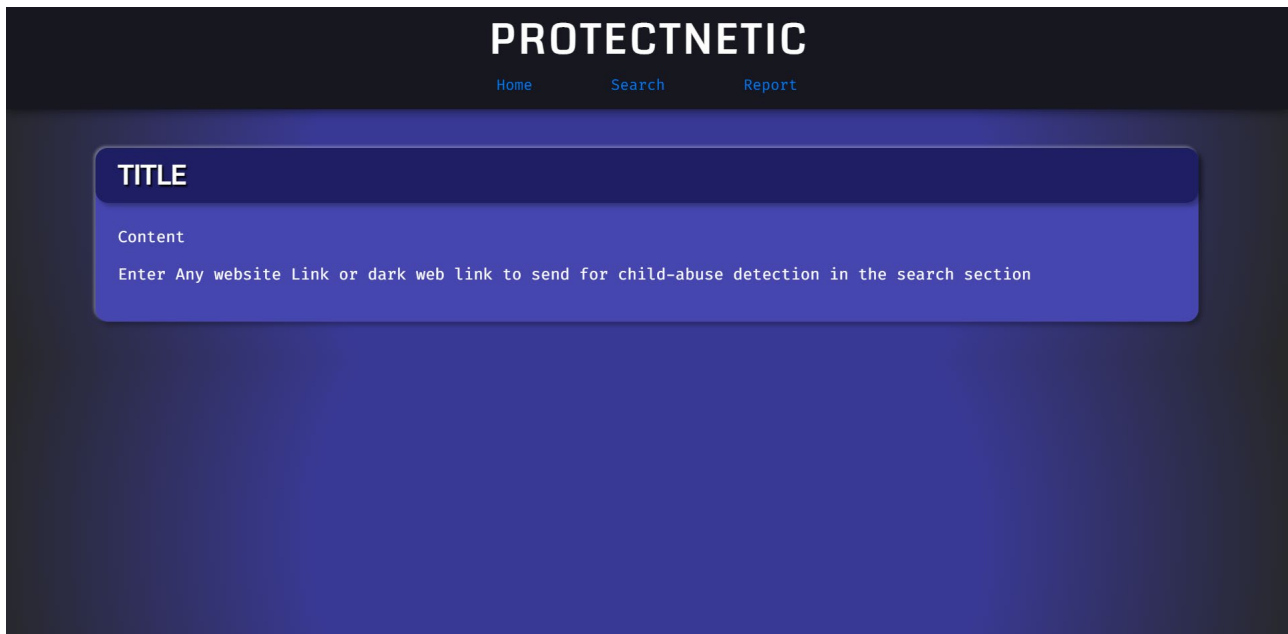 PROTECTNETIC
Home Search Report
TITLE
Content
Enter Any website Link or dark web link to send for child-abuse detection in the search section